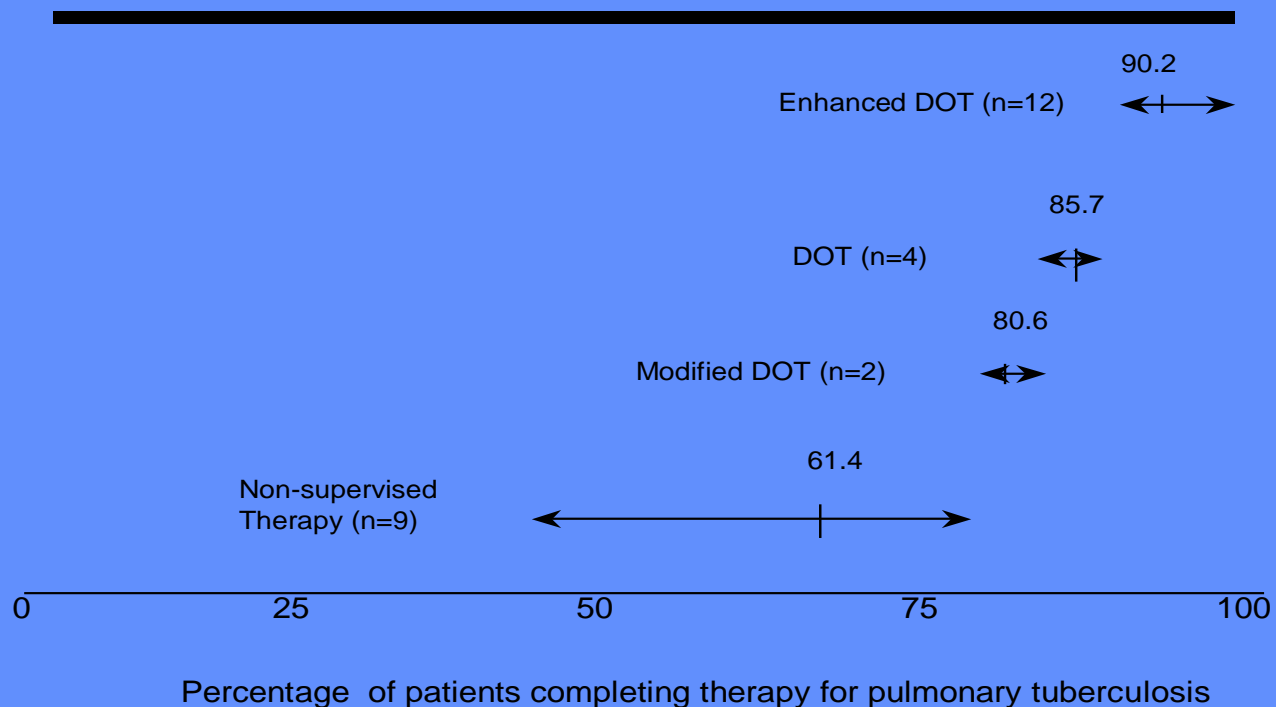 90.2
Enhanced DOT (n=12)
85.7
DOT (n=4)
80.6
Modified DOT (n=2)
61.4
Non-supervised
Therapy (n=9)
0 25 50 75 100
Percentage of patients completing therapy for pulmonary tuberculosis